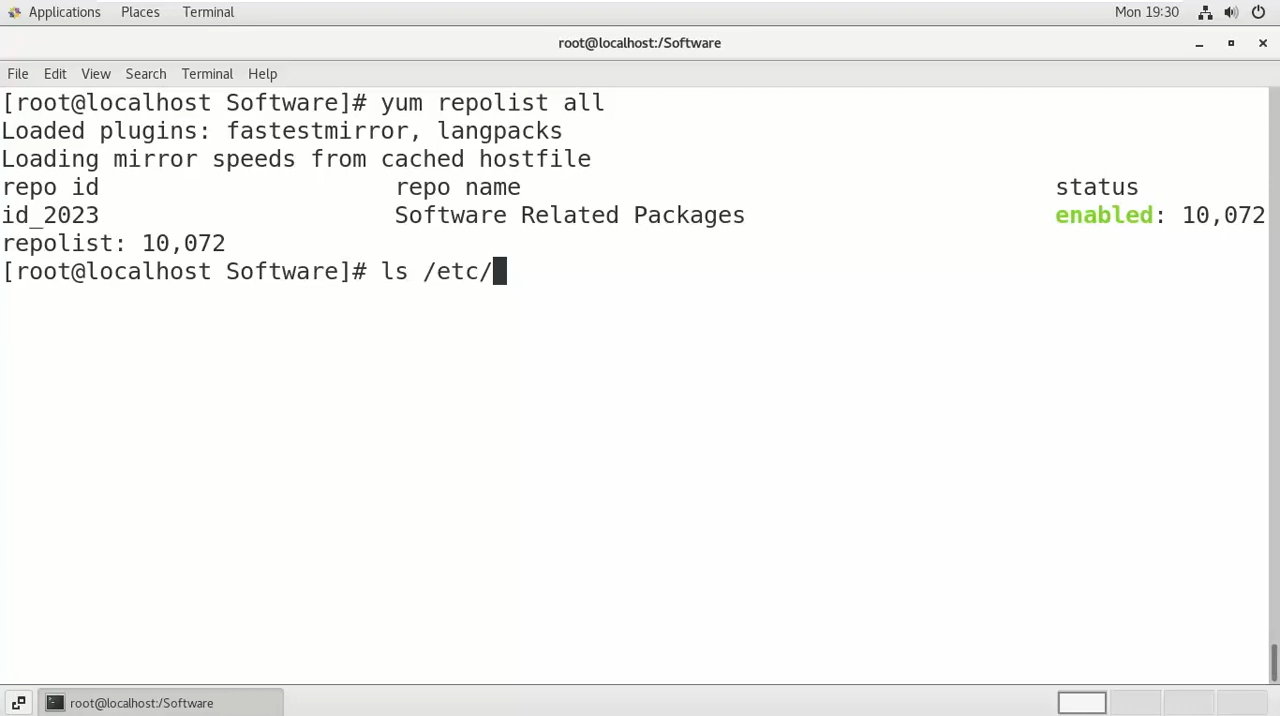 Applications Places Terminal Mon 19:30
root@localhost:/Software
File Edit View Search Terminal Help
[root@localhost Software]# yum repolist all
Loaded plugins: fastestmirror, langpacks
Loading mirror speeds from cached hostfile
repo id repo name status
id_2023 Software Related Packages enabled: 10,072
repolist: 10,072
[root@localhost Software]# ls /etc/
root@localhost:/Software